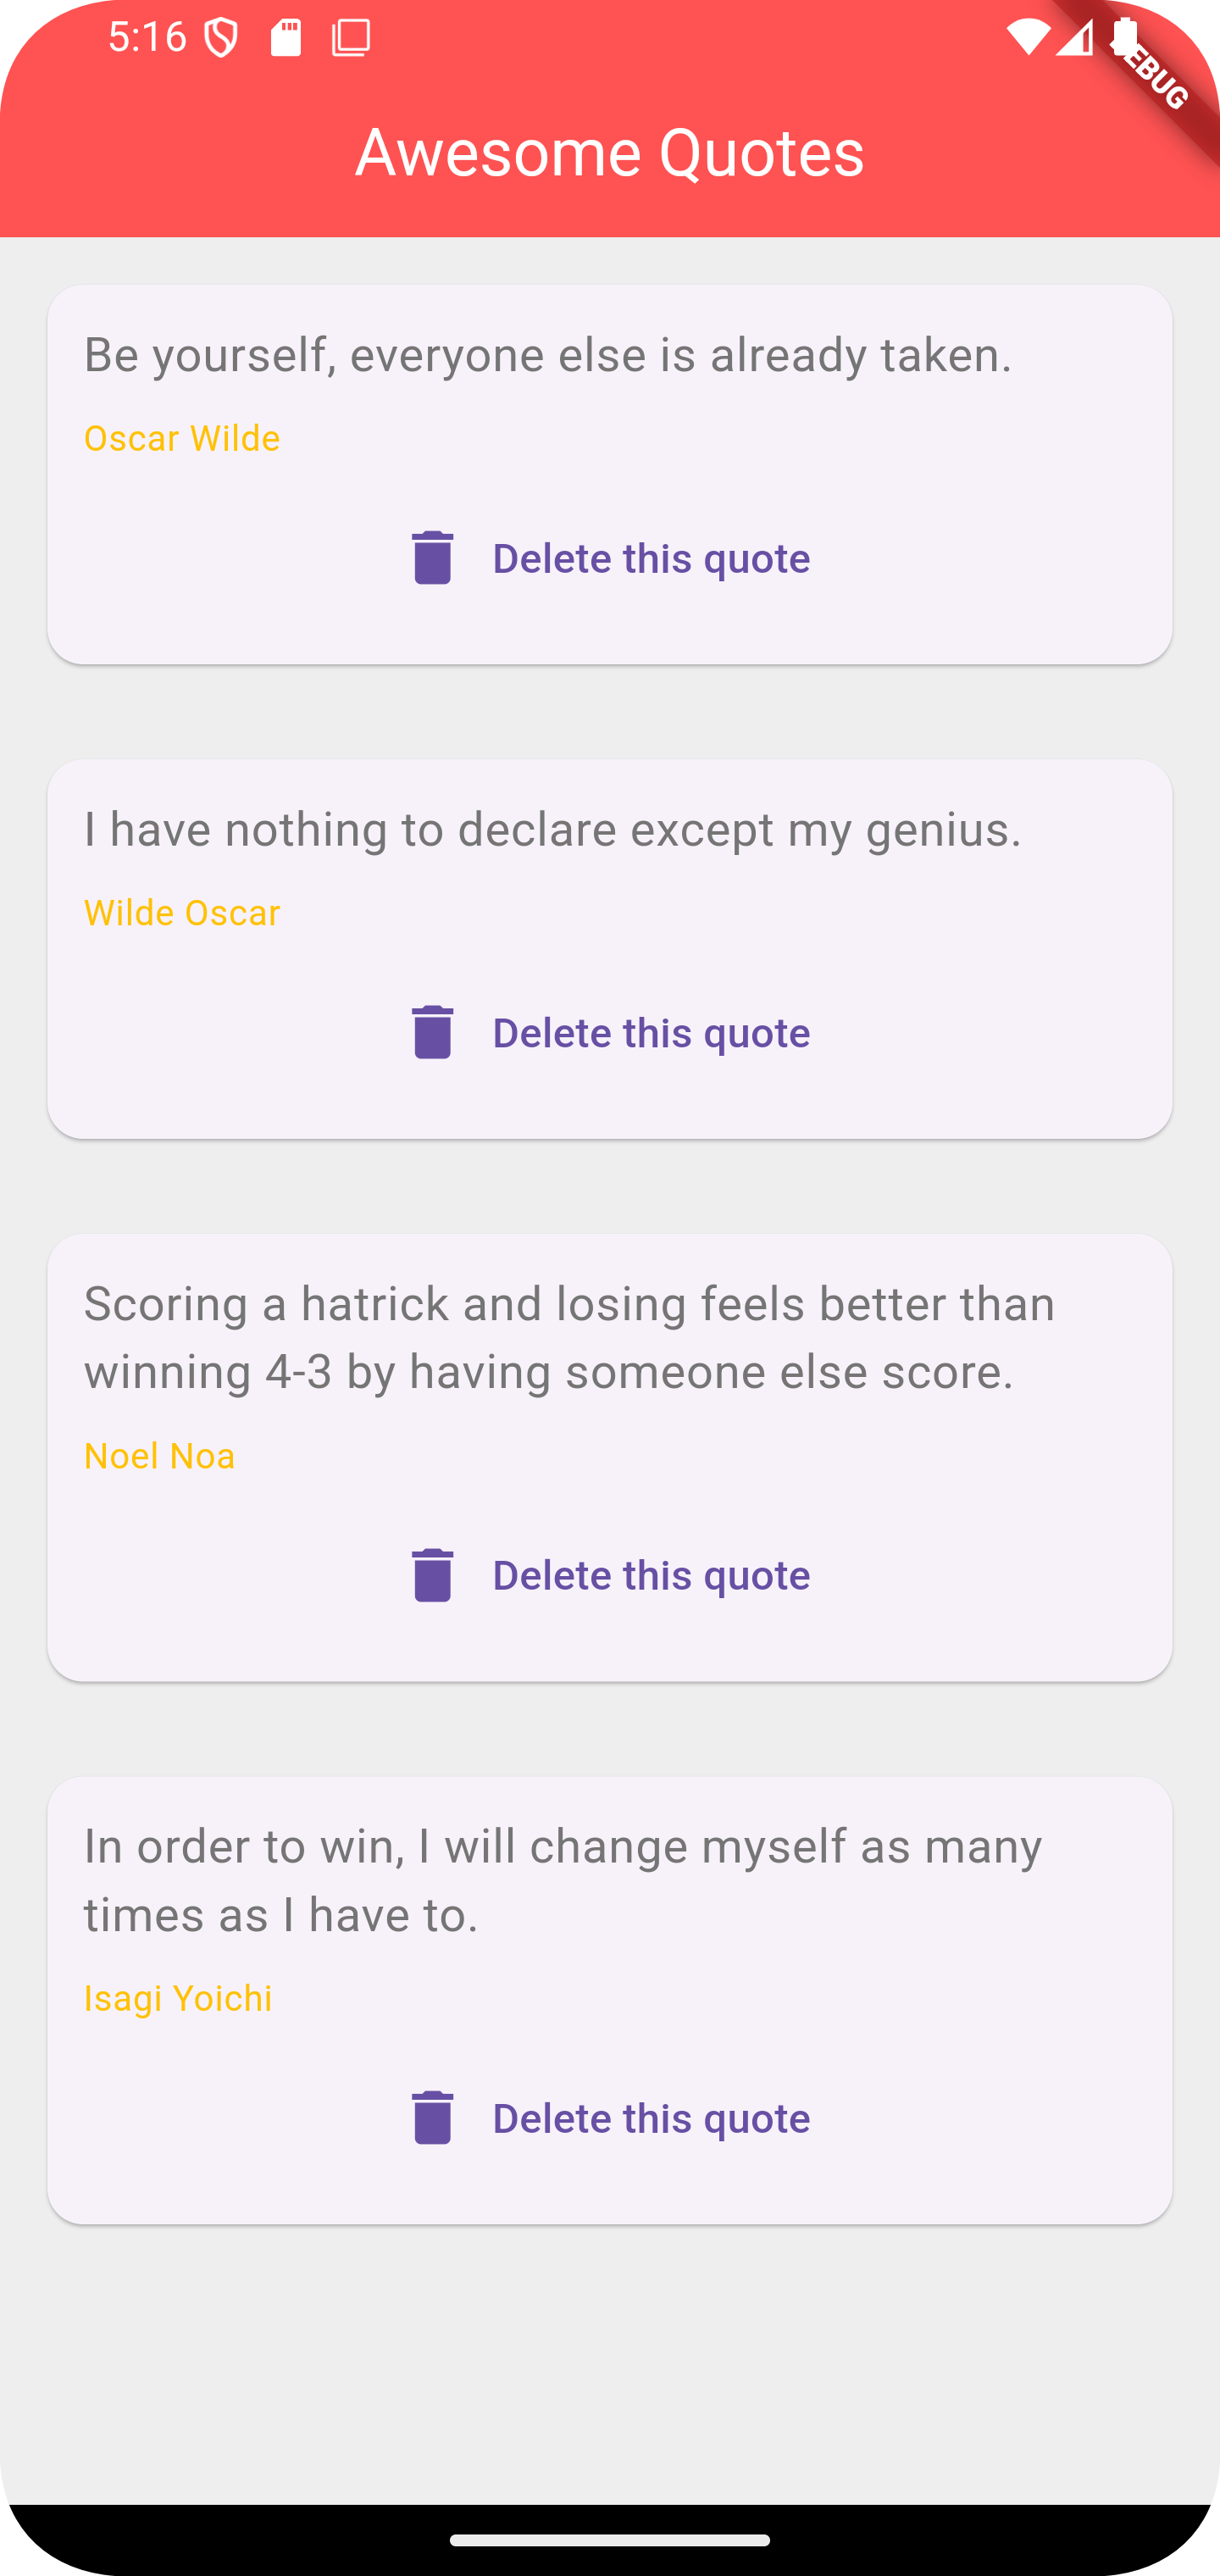 5:16
EBUG
Awesome Quotes
Be yourself, everyone else is already taken.
Oscar Wilde
Delete this quote
I have nothing to declare except my genius.
Wilde Oscar
Delete this quote
Scoring a hatrick and losing feels better than
winning 4-3 by having someone else score.
Noel Noa
Delete this quote
In order to win, I will change myself as many
times as I have to.
Isagi Yoichi
Delete this quote